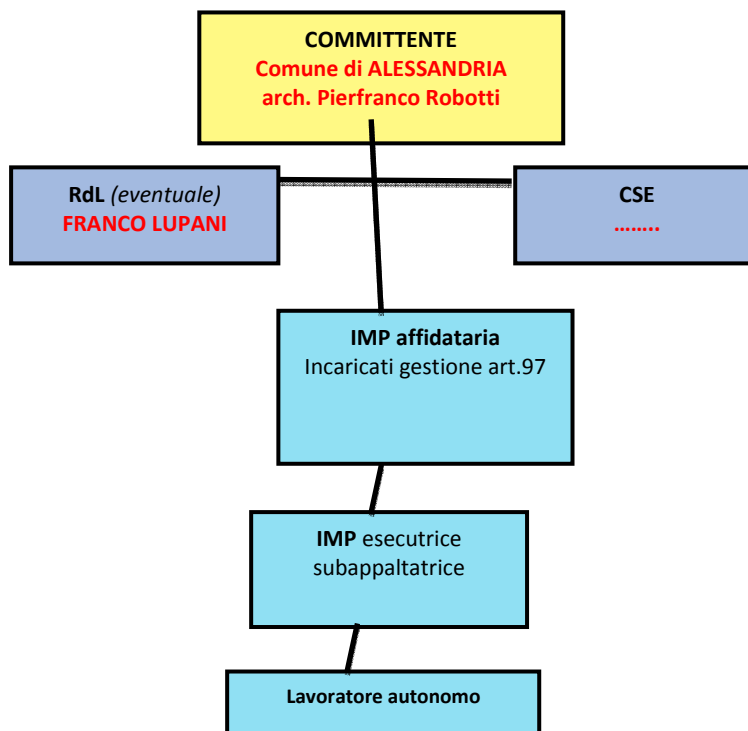 COMMITTENTE
Comune di ALESSANDRIA
arch. Pierfranco Robotti
RdL (eventuale)
FRANCO LUPANI
CSE
........
IMP affidataria
Incaricati gestione art.97
IMP esecutrice
subappaltatrice
Lavoratore autonomo